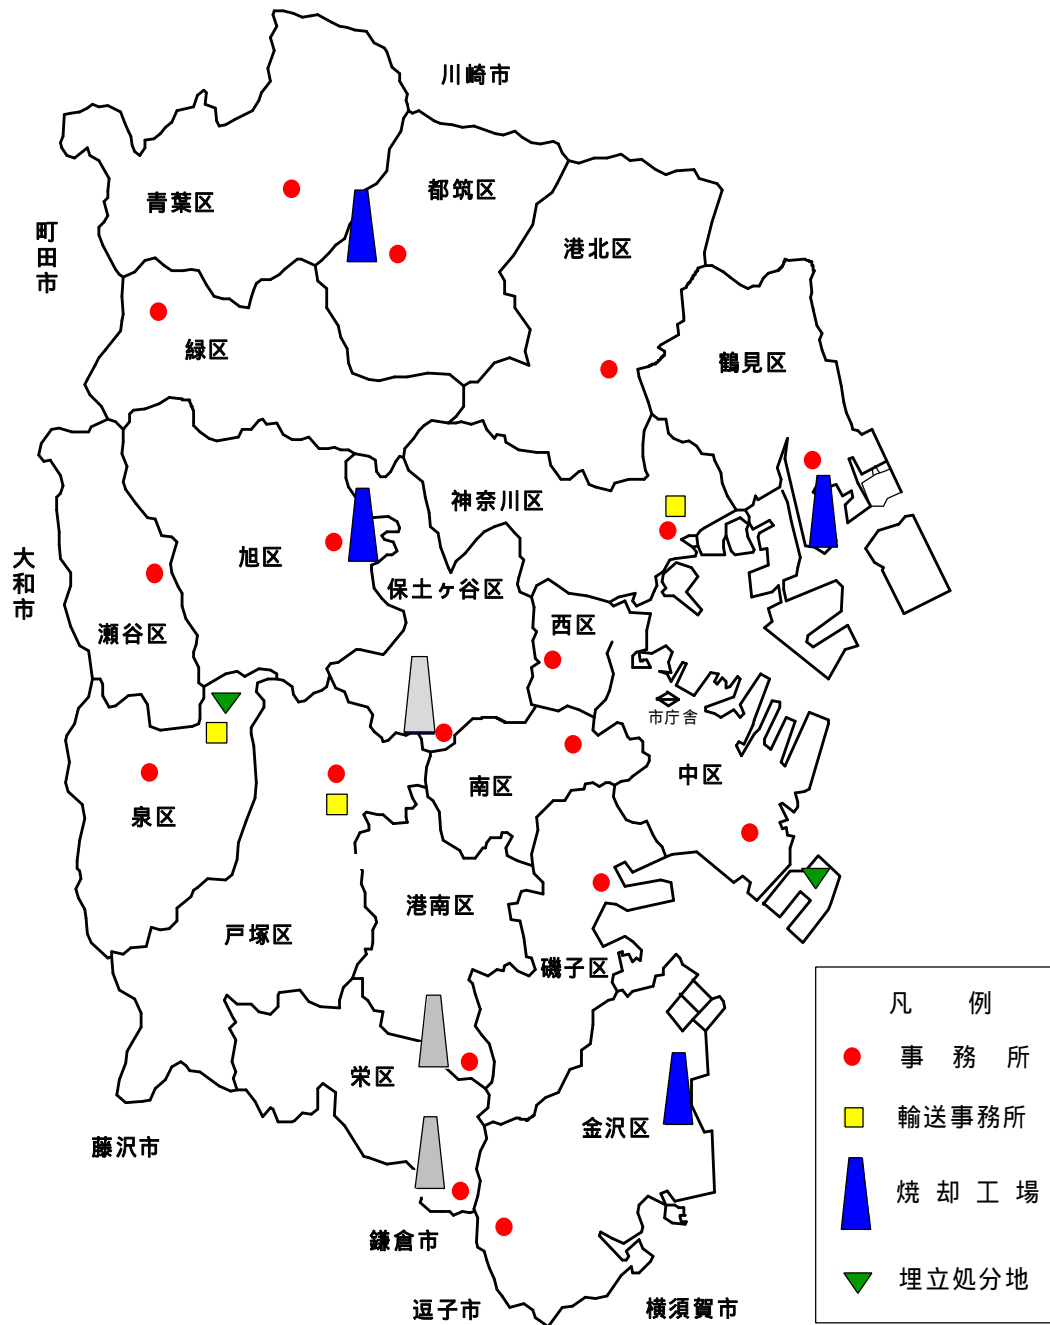 川崎市
青葉区
都筑区
町田市
港北区
緑区
鶴見区
神奈川区
大和市
旭区
保土ヶ谷区
瀬谷区
西区
市庁舎
中区
南区
泉区
港南区
戸塚区
磯子区
凡 例
事 務 所
栄区
輸送事務所
金沢区
藤沢市
焼 却 工 場
鎌倉市
埋立処分地
逗子市
横須賀市